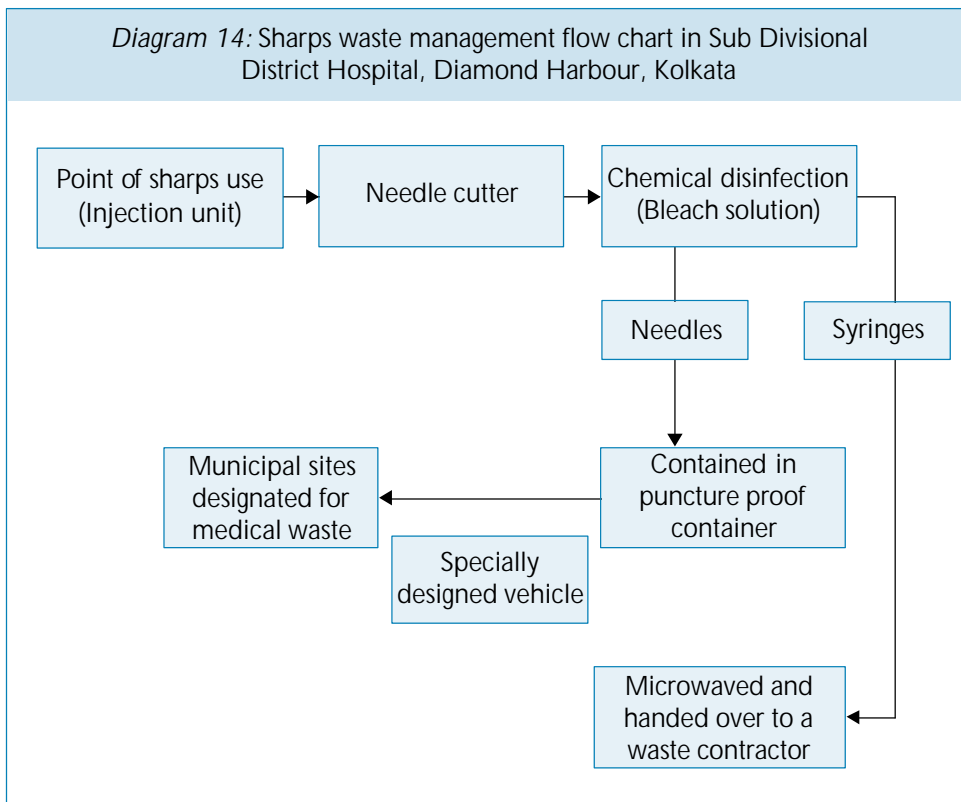 Diagram 14: Sharps waste management flow chart in Sub Divisional
District Hospital, Diamond Harbour, Kolkata
Point of sharps use
(Injection unit)
Needle cutter
Chemical disinfection
(Bleach solution)
Needles
Syringes
Municipal sites
designated for
medical waste
Contained in
puncture proof
container
Specially
designed vehicle
Microwaved and
handed over to a
waste contractor